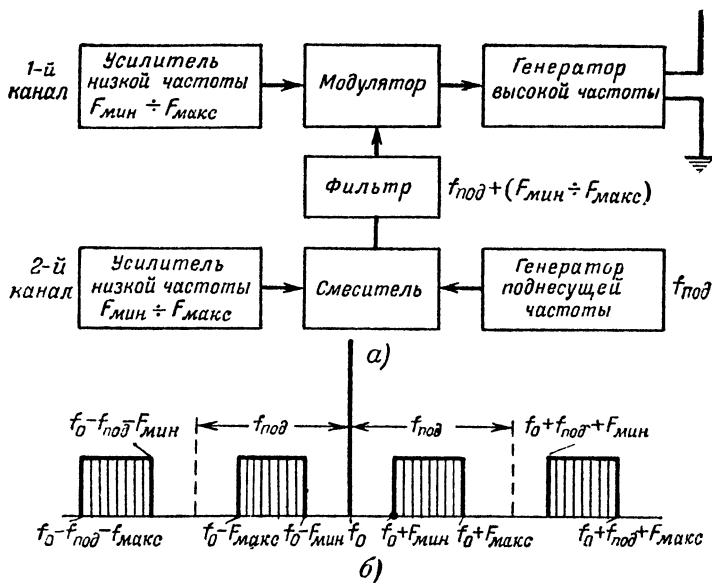 1-й
канал
Усилитель
низкой частоты
Fмин ÷ Fмакс
Модулятор
Генератор
высокой частоты
Фильтр
fпод+(Fмин÷Fмакс)
2-й
канал
Усилитель
низкой частоты
Fмин ÷ Fмакс
Смеситель
Генератор
поднесущей
частоты
fпод
а)
f0-fпод-Fмин
fпод
fпод
f0+fпод+Fмин
f0-fпод-fмакс
f0-Fмакс
f0-Fмин
f0
f0+Fмин
f0+Fмакс
f0+fпод+Fмакс
б)